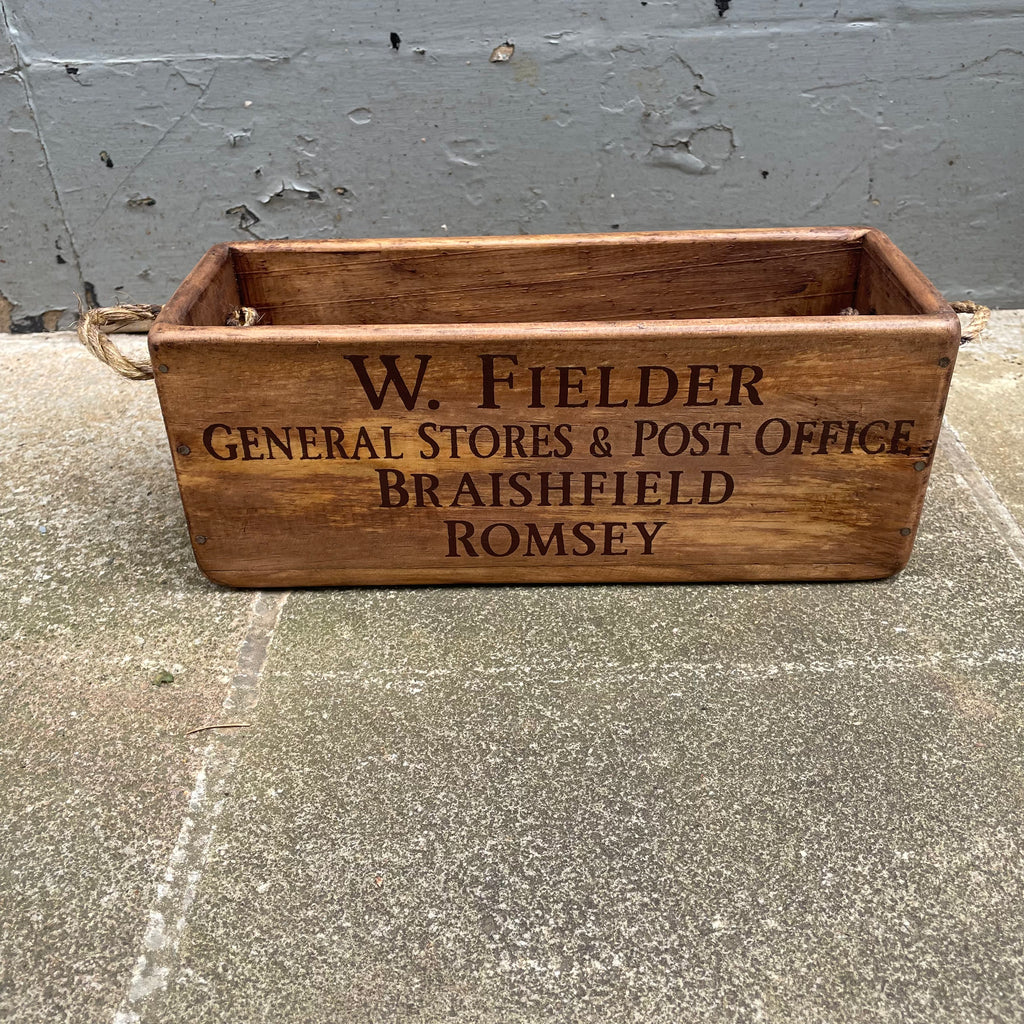 W. Fielder
General Stores & Post Office
Braishfield
Romsey